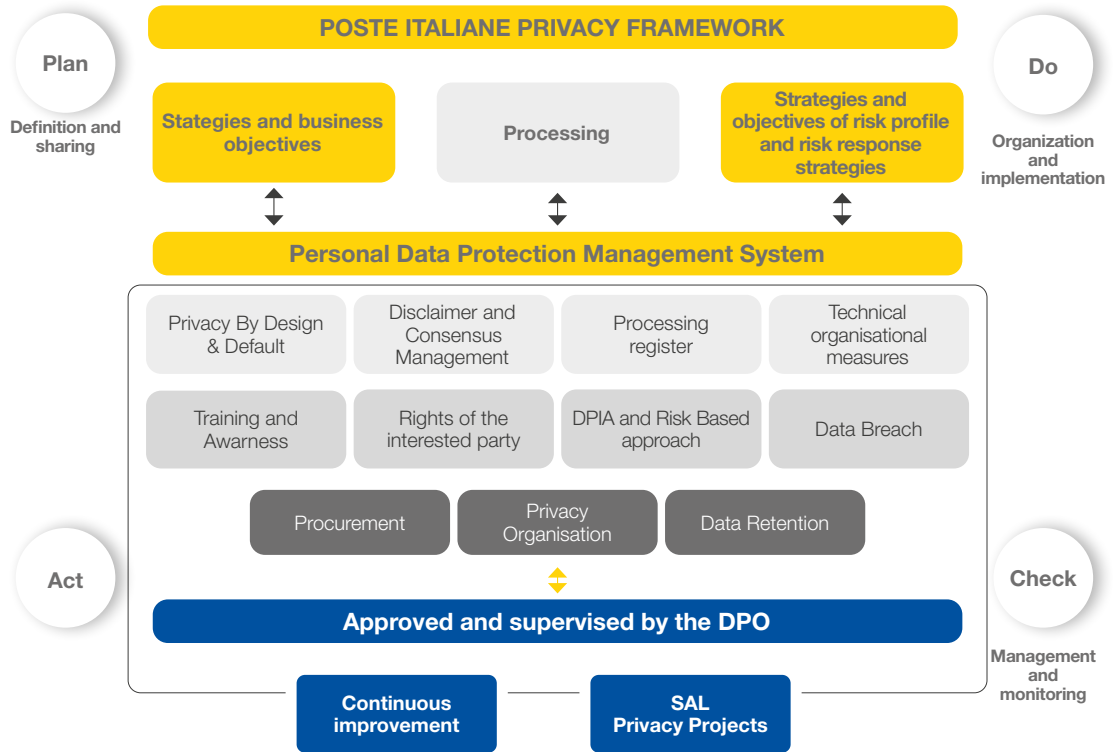 POSTE ITALIANE PRIVACY FRAMEWORK
Plan
Definition and
sharing
Do
Organization
and
implementation
Stategies and business
objectives
Processing
Strategies and
objectives of risk profile
and risk response
strategies
Personal Data Protection Management System
Privacy By Design
& Default
Disclaimer and
Consensus
Management
Processing
register
Technical
organisational
measures
Training and
Awarness
Rights of the
interested party
DPIA and Risk Based
approach
Data Breach
Procurement
Privacy
Organisation
Data Retention
Act
Check
Management
and
monitoring
Approved and supervised by the DPO
Continuous
improvement
SAL
Privacy Projects